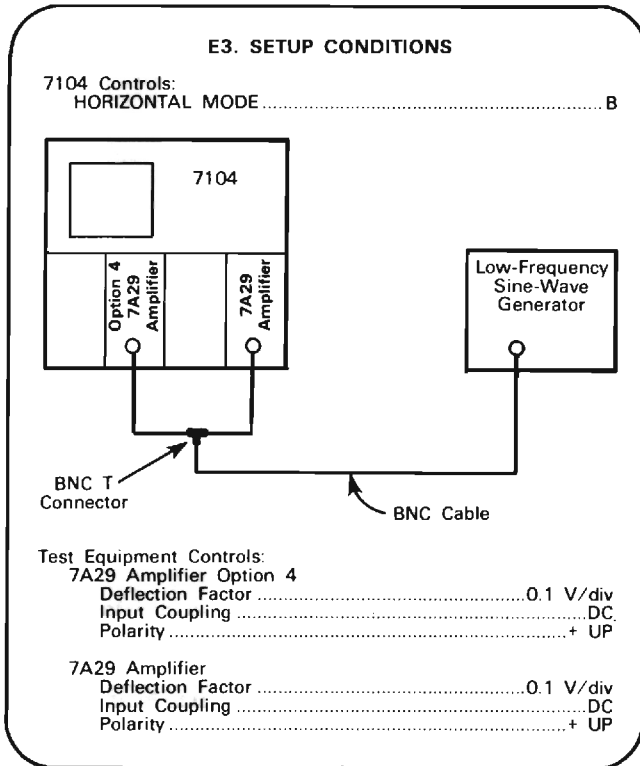 E3. SETUP CONDITIONS
7104 Controls:
HORIZONTAL MODE..................................................B
7104
Option 4
7A29
Amplifier
7A29
Amplifier
Low-Frequency
Sine-Wave
Generator
BNC T
Connector
BNC Cable
Test Equipment Controls:
7A29 Amplifier Option 4
Deflection Factor......................................0.1 V/div
Input Coupling..................................................DC
Polarity..........................................................+ UP
7A29 Amplifier
Deflection Factor......................................0.1 V/div
Input Coupling..................................................DC
Polarity..........................................................+ UP